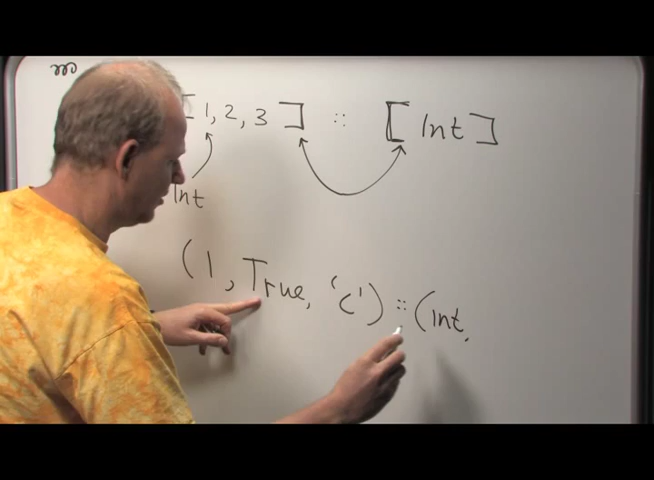 [ 1, 2, 3 ] :: [ Int ]
Int
(1, True, 'c') :: (Int,